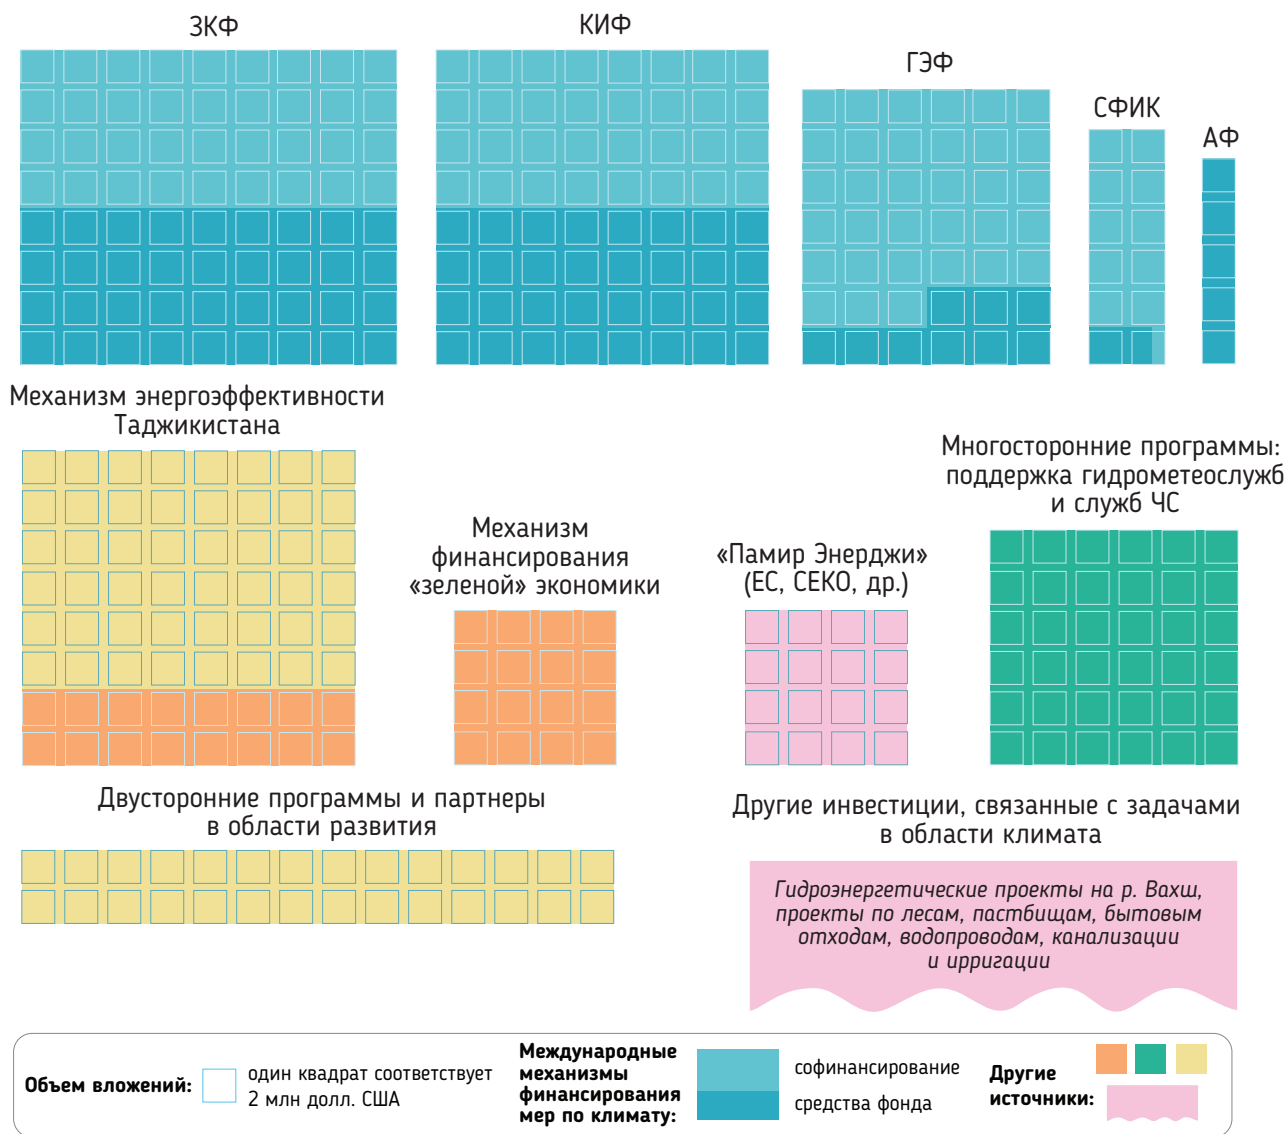 ЗКФ
КИФ
ГЭФ
СФИК
АФ
Механизм энергоэффективности
Таджикистана
Механизм
финансирования
«зеленой» экономики
«Памир Энерджи»
(ЕС, СЕКО, др.)
Многосторонние программы:
поддержка гидрометеослужб
и служб ЧС
Двусторонние программы и партнеры
в области развития
Другие инвестиции, связанные с задачами
в области климата
Гидроэнергетические проекты на р. Вахш,
проекты по лесам, пастбищам, бытовым
отходам, водопроводам, канализации
и ирригации
Объем вложений:
один квадрат соответствует
2 млн долл. США
Международные
механизмы
финансирования
мер по климату:
софинансирование
средства фонда
Другие
источники: